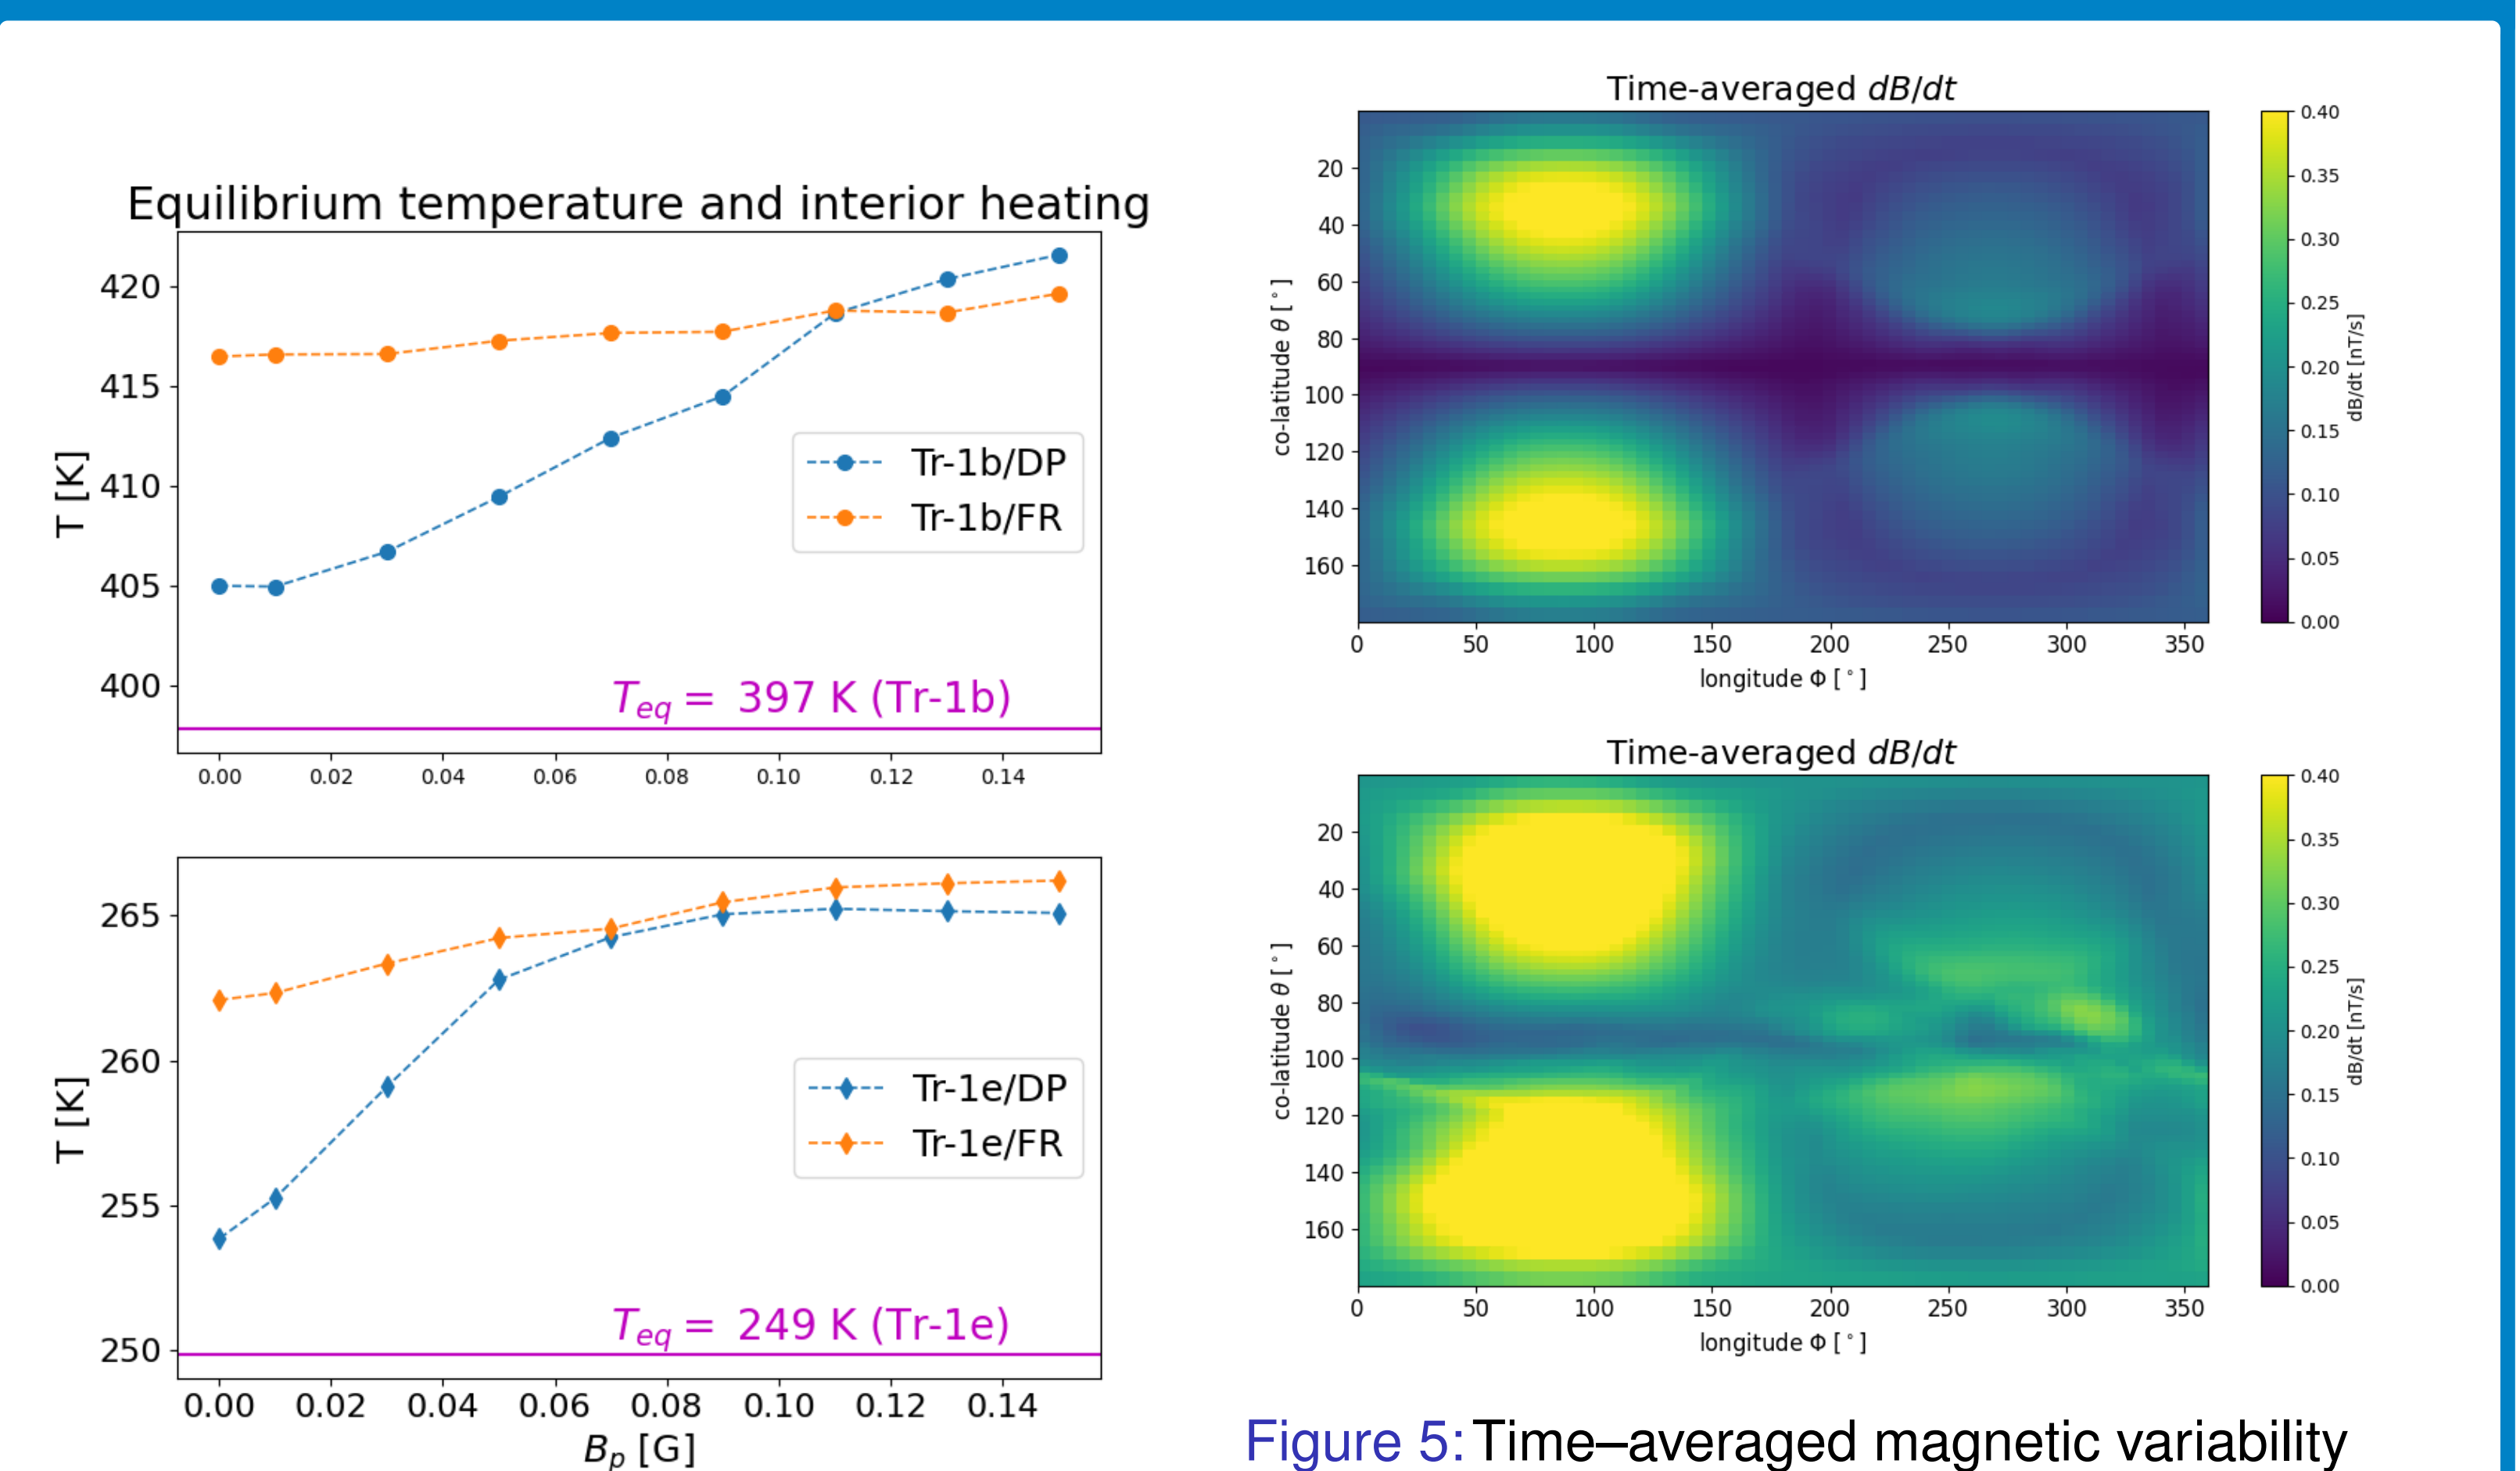 Equilibrium temperature and interior heating
420
415
410
405
400
T [K]
Tr-1b/DP
Tr-1b/FR
T_eq = 397 K (Tr-1b)
0.00 0.02 0.04 0.06 0.08 0.10 0.12 0.14
265
260
255
250
T [K]
Tr-1e/DP
Tr-1e/FR
T_eq = 249 K (Tr-1e)
0.00 0.02 0.04 0.06 0.08 0.10 0.12 0.14
B_p [G]
Time-averaged dB/dt
20
40
60
80
100
120
140
160
co-latitude θ [°]
0 50 100 150 200 250 300 350
longitude Φ [°]
0.40
0.35
0.30
0.25
0.20
0.15
0.10
0.05
0.00
dB/dt [nT/s]
Time-averaged dB/dt
20
40
60
80
100
120
140
160
co-latitude θ [°]
0 50 100 150 200 250 300 350
longitude Φ [°]
0.40
0.35
0.30
0.25
0.20
0.15
0.10
0.05
0.00
dB/dt [nT/s]
Figure 5: Time–averaged magnetic variability